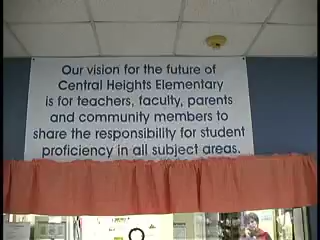 Our vision for the future of
Central Heights Elementary
is for teachers, faculty, parents
and community members to
share the responsibility for student
proficiency in all subject areas.